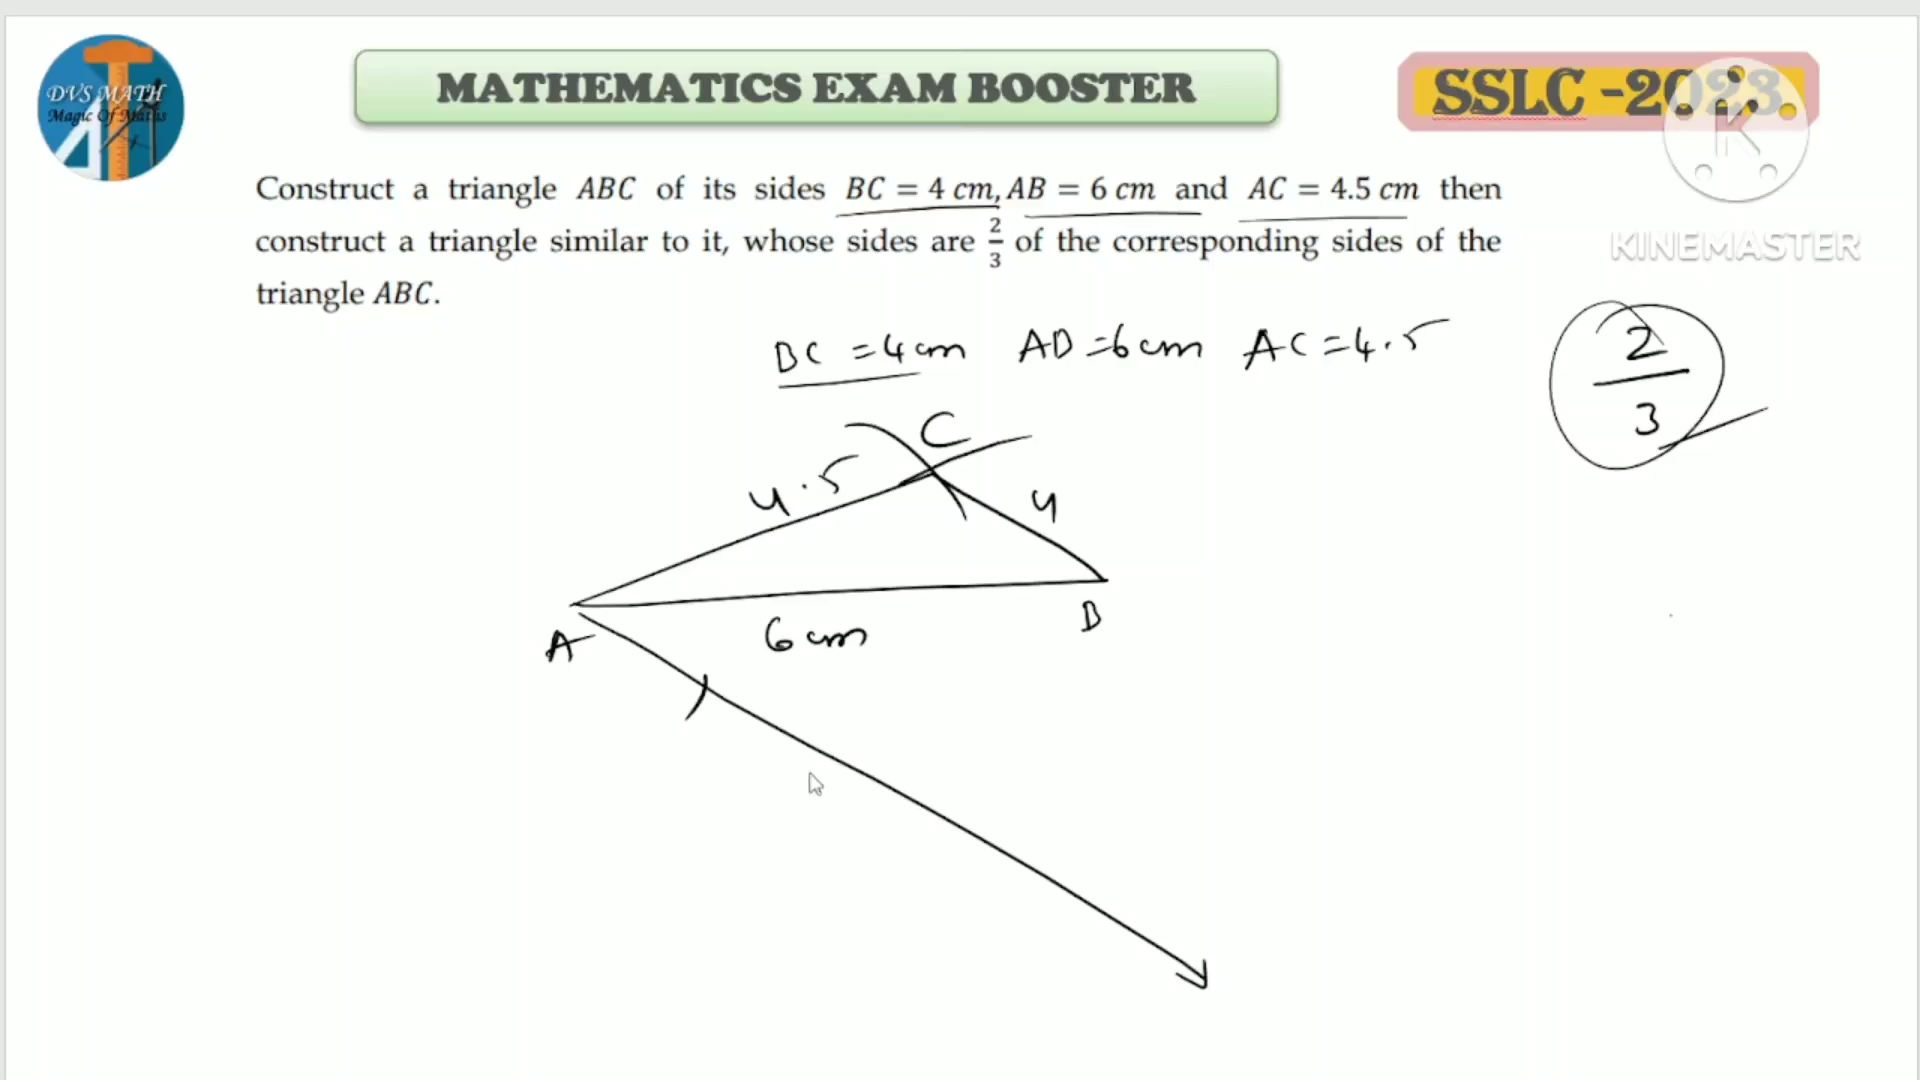 DVS MATH
Magic Of Maths
MATHEMATICS EXAM BOOSTER
SSLC -2023
K
KINEMASTER
Construct a triangle ABC of its sides BC = 4 cm, AB = 6 cm and AC = 4.5 cm then
construct a triangle similar to it, whose sides are 2/3 of the corresponding sides of the
triangle ABC.
BC = 4cm AB = 6cm AC = 4.5
2/3
C
4.5
4
A
6 cm
B